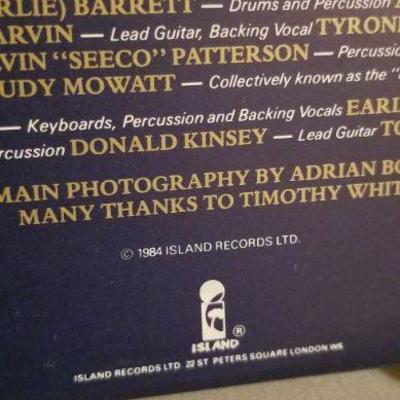 RLIE) BARRETT — Drums and Percussion
ARVIN — Lead Guitar, Backing Vocal TYRONE
VIN "SEECO" PATTERSON — Percussion
UDY MOWATT — Collectively known as the "I
— Keyboards, Percussion and Backing Vocals EARL
rcussion DONALD KINSEY — Lead Guitar TO
MAIN PHOTOGRAPHY BY ADRIAN BO
MANY THANKS TO TIMOTHY WHIT
© 1984 ISLAND RECORDS LTD.
ISLAND ®
ISLAND RECORDS LTD 22 ST PETERS SQUARE LONDON W6